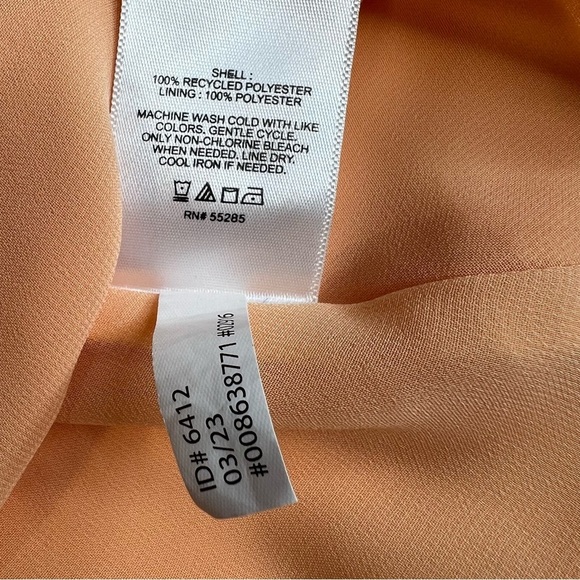 SHELL :
100% RECYCLED POLYESTER
LINING : 100% POLYESTER
MACHINE WASH COLD WITH LIKE
COLORS. GENTLE CYCLE.
ONLY NON-CHLORINE BLEACH
WHEN NEEDED. LINE DRY.
COOL IRON IF NEEDED.
RN# 55285
ID# 6412
03/23
#008638771 #0296